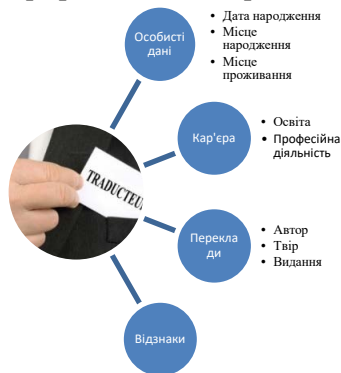 Особисті
дані
• Дата народження
• Місце
народження
• Місце
проживання
Кар'єра
• Освіта
• Професійна
діяльність
TRADUCTEU
Перекла
ди
• Автор
• Твір
• Видання
Відзнаки